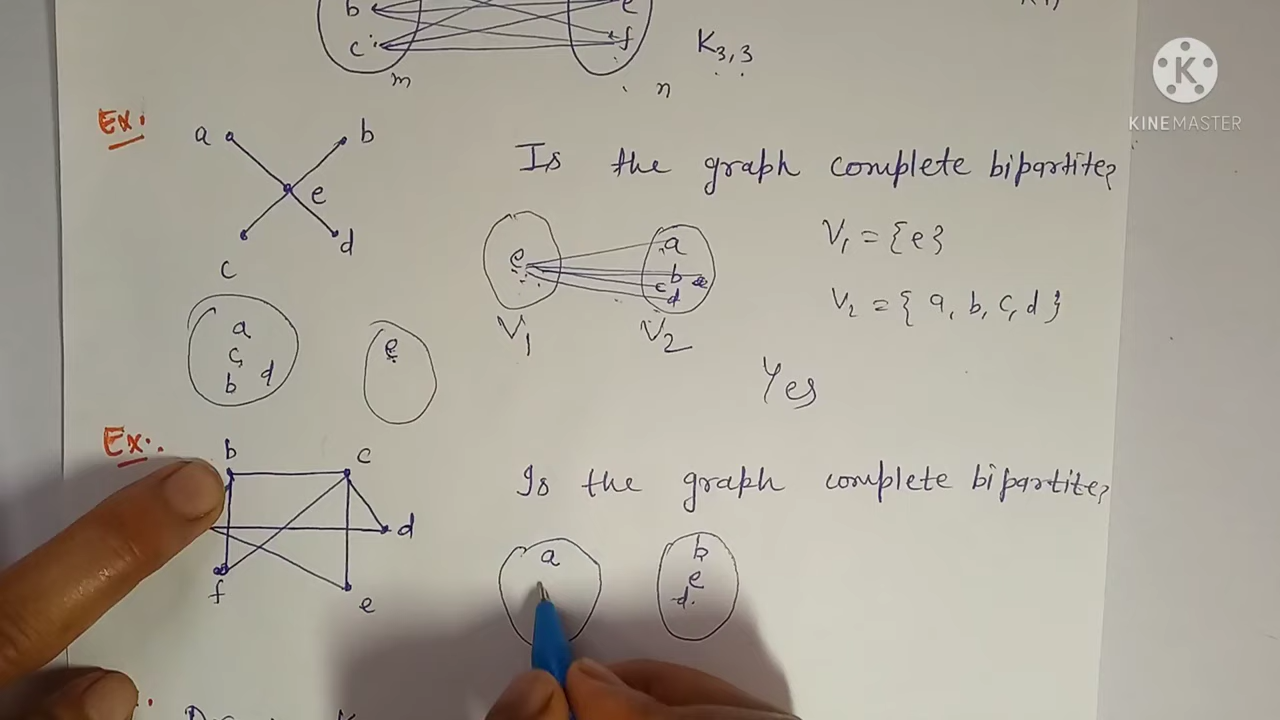 b e
c f K3,3
m n
KINEMASTER
Ex:
a b
e
c d
Is the graph complete bipartite?
e a
b
c
d
V1 V2
V1 = {e}
V2 = { a, b, c, d }
Yes
a
c
b d
e
Ex:
b c
d
f e
Is the graph complete bipartite?
a b
e
d